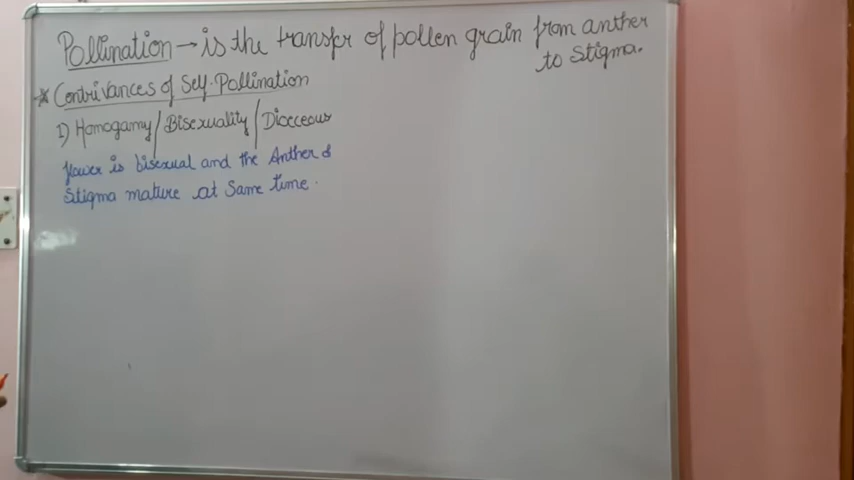 Pollination → is the transfer of pollen grain from anther
to Stigma.
* Contrivances of Self-Pollination
1) Homogamy / Bisexuality / Dioeceous
flower is bisexual and the Anther &
Stigma mature at Same time.